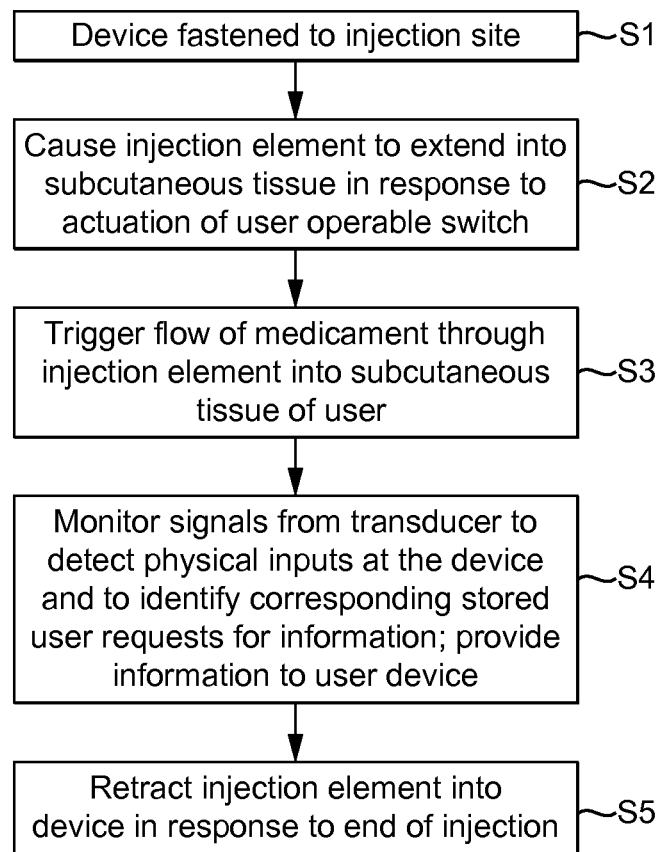 Device fastened to injection site
S1
Cause injection element to extend into
subcutaneous tissue in response to
actuation of user operable switch
S2
Trigger flow of medicament through
injection element into subcutaneous
tissue of user
S3
Monitor signals from transducer to
detect physical inputs at the device
and to identify corresponding stored
user requests for information; provide
information to user device
S4
Retract injection element into
device in response to end of injection
S5